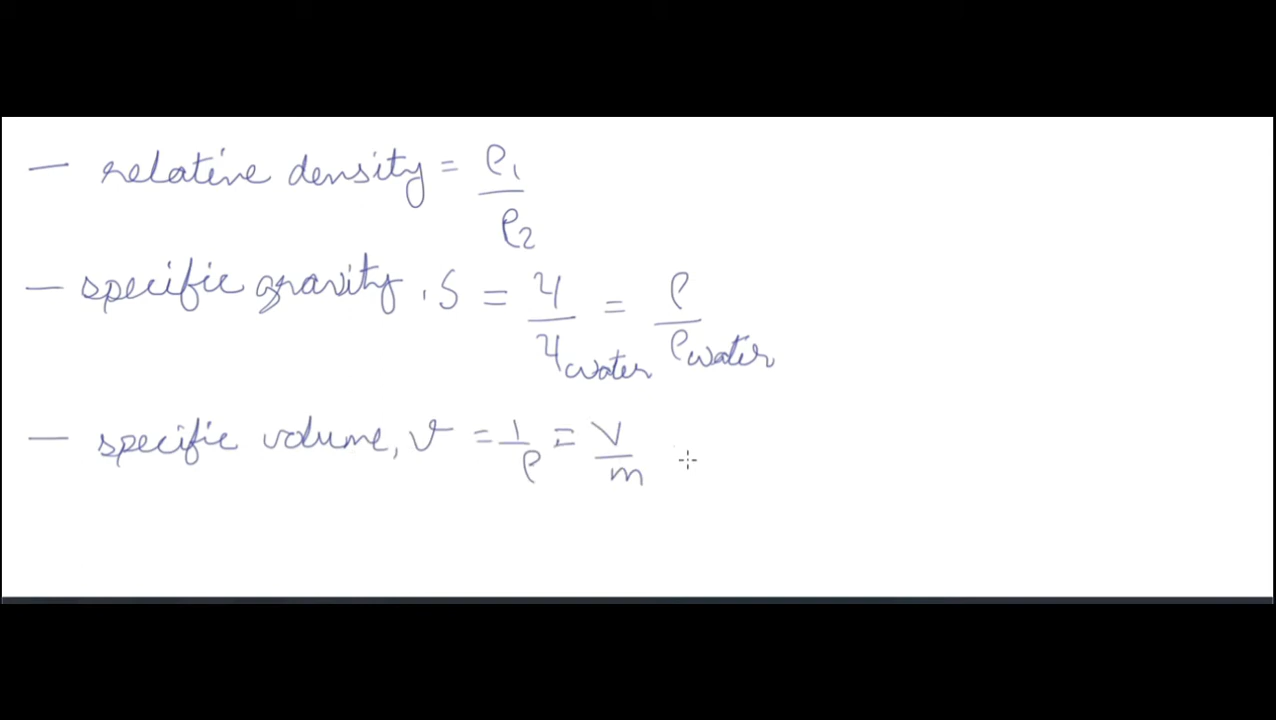 — relative density = ρ₁/ρ₂
— specific gravity, S = γ/γwater = ρ/ρwater
— specific volume, v = 1/ρ = V/m